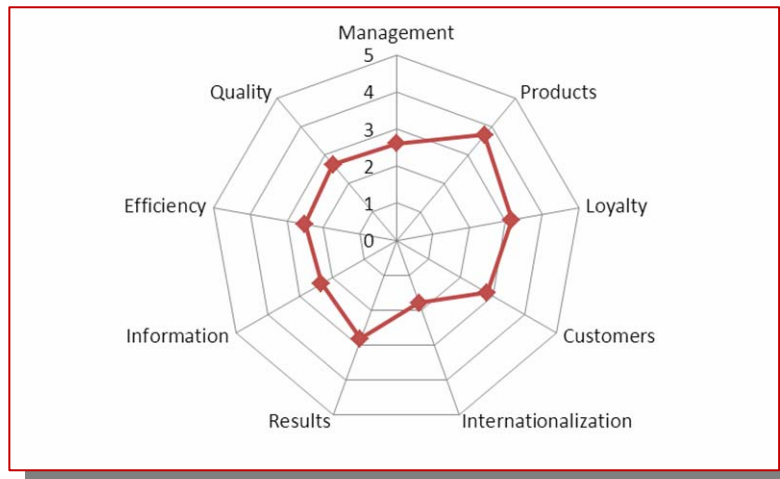 Management
5
Quality
4
Products
3
2
Efficiency
1
Loyalty
0
Information
Customers
Results
Internationalization